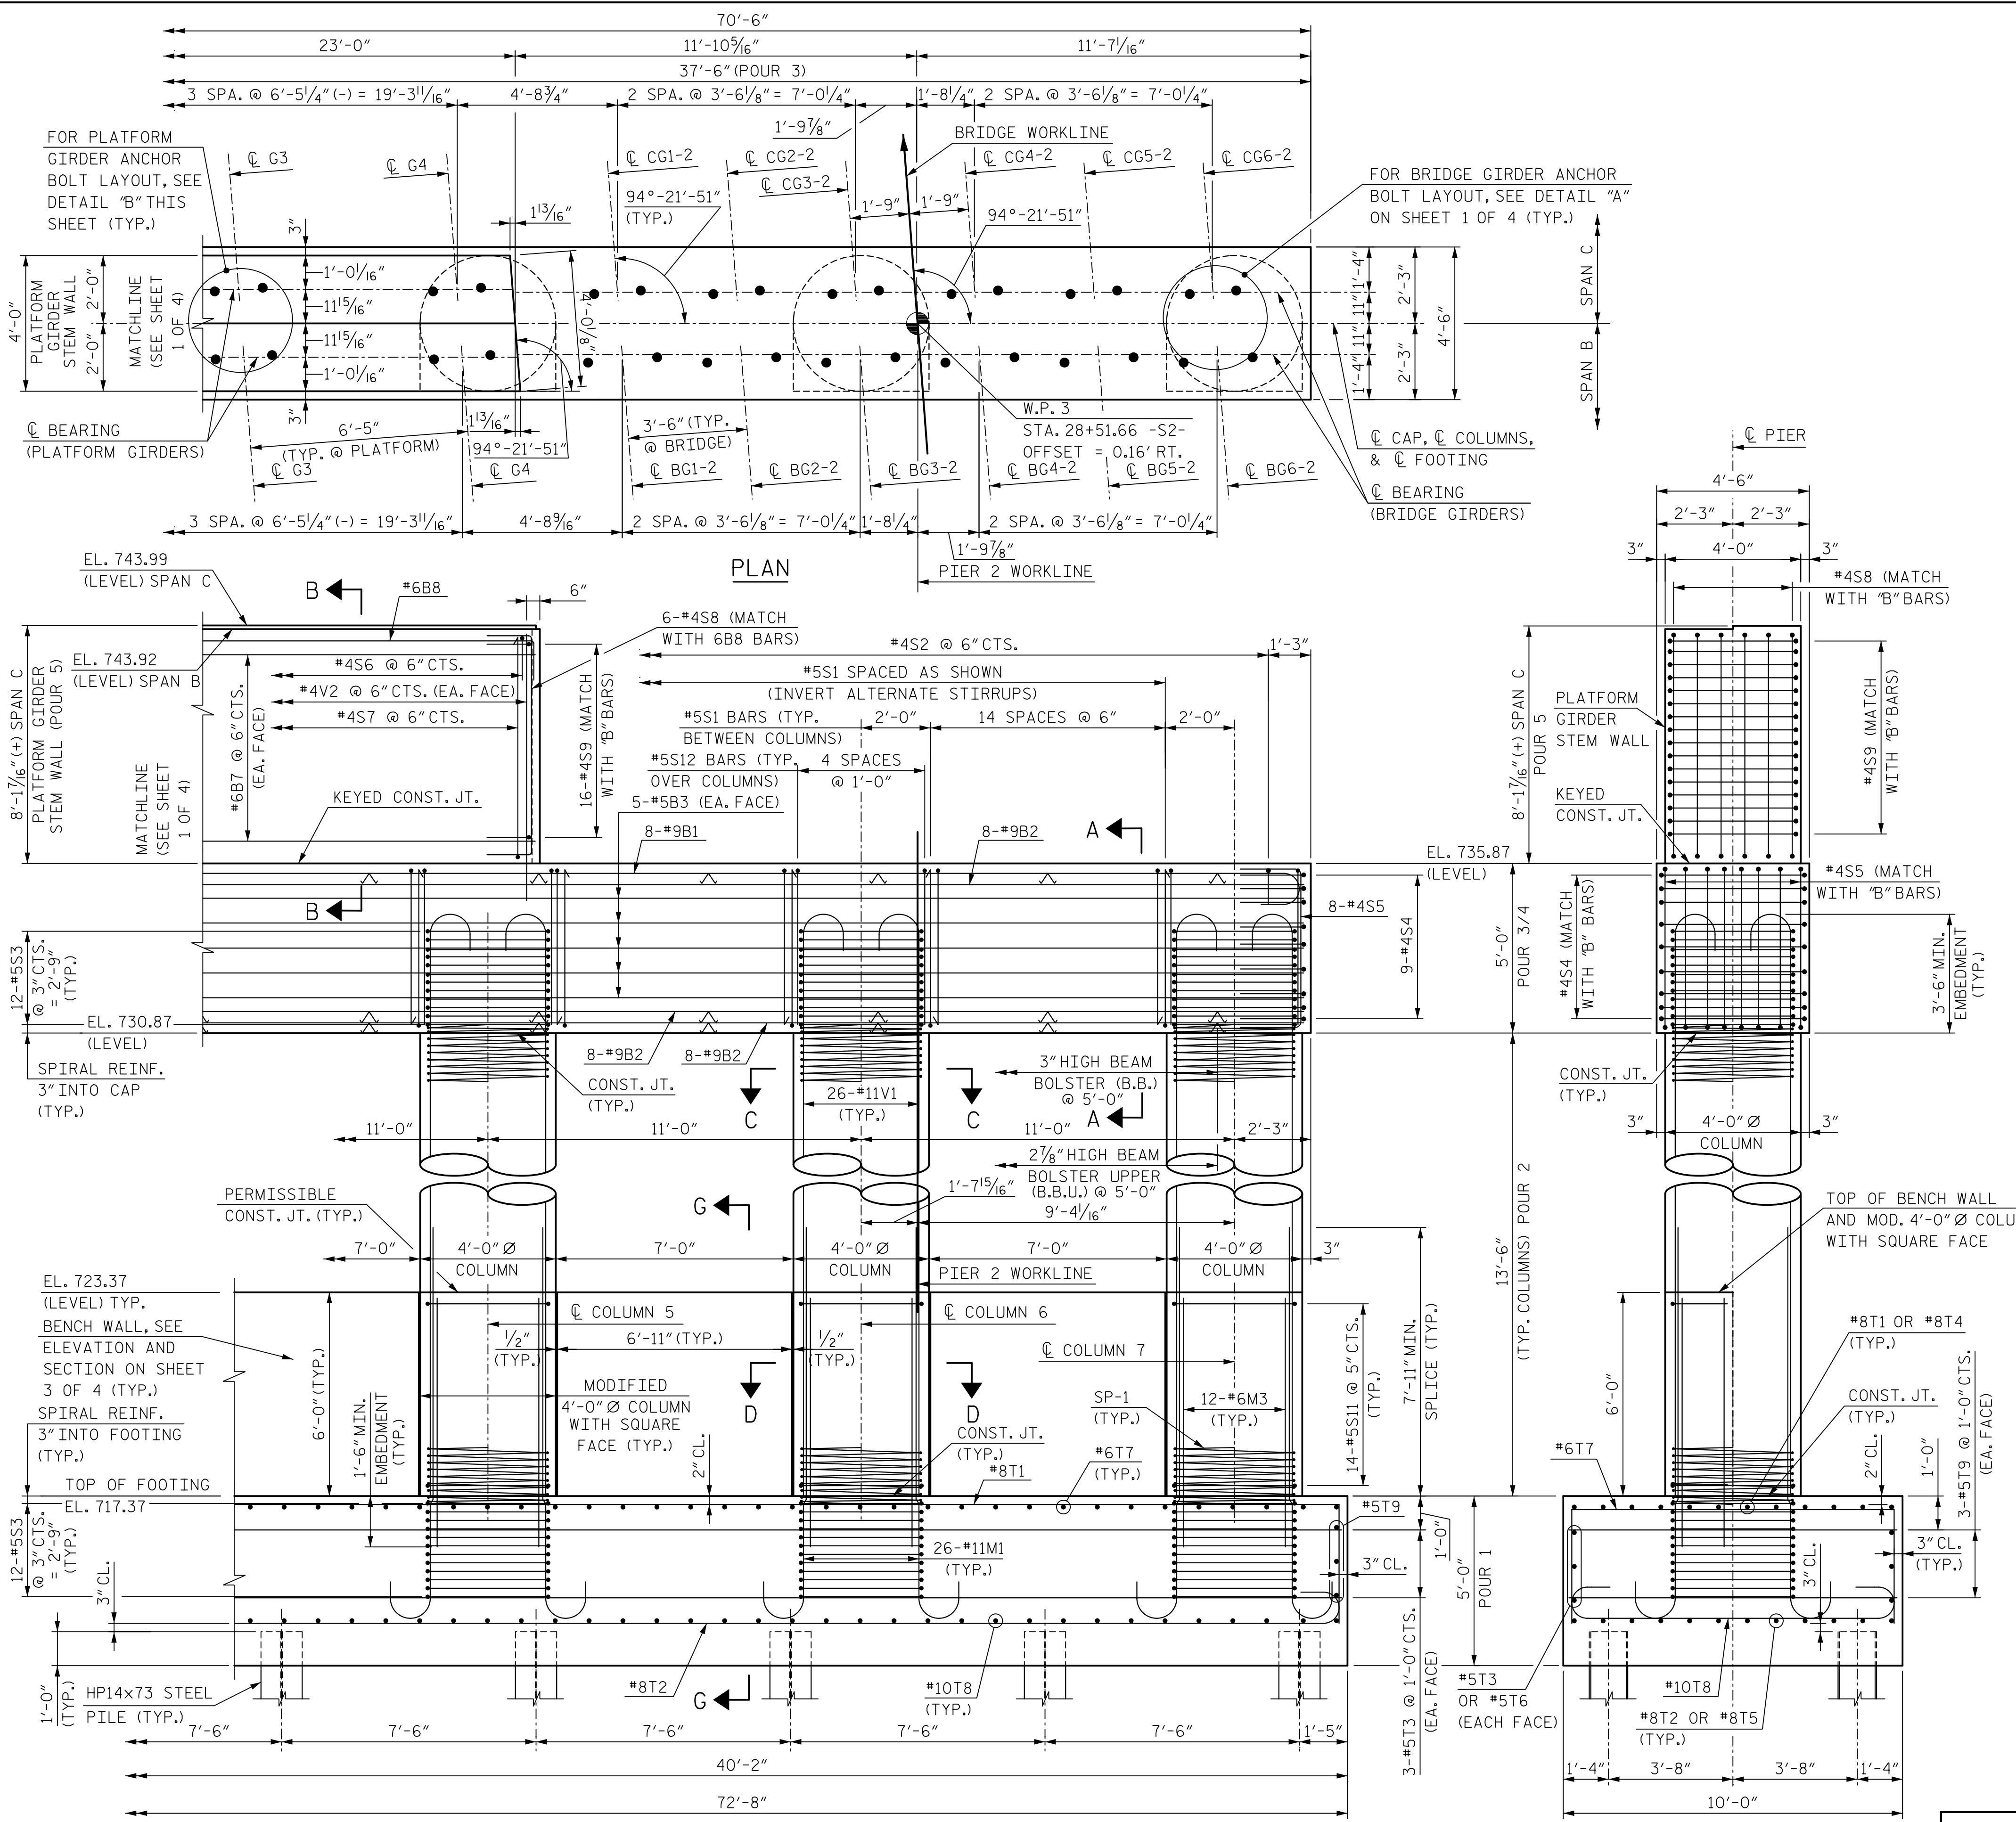 70′-6″
23′-0″
11′-10 5/16″
11′-7 1/16″
37′-6″ (POUR 3)
3 SPA. @ 6′-5 1/4″ (-) = 19′-3 11/16″
4′-8 3/4″
2 SPA. @ 3′-6 1/8″ = 7′-0 1/4″
1′-8 1/4″
2 SPA. @ 3′-6 1/8″ = 7′-0 1/4″
1′-9 7/8″
BRIDGE WORKLINE
FOR PLATFORM
GIRDER ANCHOR
BOLT LAYOUT, SEE
DETAIL "B" THIS
SHEET (TYP.)
℄ G3
℄ G4
℄ CG1-2
℄ CG2-2
℄ CG3-2
℄ CG4-2
℄ CG5-2
℄ CG6-2
FOR BRIDGE GIRDER ANCHOR
BOLT LAYOUT, SEE DETAIL "A"
ON SHEET 1 OF 4 (TYP.)
94°-21′-51″
(TYP.)
1′-9″
1′-9″
94°-21′-51″
1 13/16″
3″
4′-0″
PLATFORM
GIRDER
STEM WALL
2′-0″
2′-0″
MATCHLINE
(SEE SHEET
1 OF 4)
1′-0 1/16″
11 15/16″
11 15/16″
1′-0 1/16″
3″
4′-0 1/8″
1′-4″
11″
11″
1′-4″
2′-3″
2′-3″
4′-6″
SPAN C
SPAN B
℄ BEARING
(PLATFORM GIRDERS)
6′-5″
(TYP. @ PLATFORM)
1 13/16″
94°-21′-51″
3′-6″ (TYP.
@ BRIDGE)
W.P. 3
STA. 28+51.66 -S2-
OFFSET = 0.16′ RT.
℄ CAP, ℄ COLUMNS,
& ℄ FOOTING
℄ BEARING
(BRIDGE GIRDERS)
℄ G3
℄ G4
℄ BG1-2
℄ BG2-2
℄ BG3-2
℄ BG4-2
℄ BG5-2
℄ BG6-2
3 SPA. @ 6′-5 1/4″ (-) = 19′-3 11/16″
4′-8 9/16″
2 SPA. @ 3′-6 1/8″ = 7′-0 1/4″
1′-8 1/4″
2 SPA. @ 3′-6 1/8″ = 7′-0 1/4″
1′-9 7/8″
PIER 2 WORKLINE
PLAN
℄ PIER
4′-6″
2′-3″
2′-3″
3″
4′-0″
3″
#4S8 (MATCH
WITH "B" BARS)
EL. 743.99
(LEVEL) SPAN C
EL. 743.92
(LEVEL) SPAN B
B
#6B8
6″
6-#4S8 (MATCH
WITH 6B8 BARS)
#4S2 @ 6″ CTS.
1′-3″
#4S6 @ 6″ CTS.
#4V2 @ 6″ CTS. (EA. FACE)
#4S7 @ 6″ CTS.
#5S1 SPACED AS SHOWN
(INVERT ALTERNATE STIRRUPS)
8′-1 7/16″ (+) SPAN C
PLATFORM GIRDER
STEM WALL (POUR 5)
MATCHLINE
(SEE SHEET
1 OF 4)
#6B7 @ 6″ CTS.
(EA. FACE)
16-#4S9 (MATCH
WITH "B" BARS)
#5S1 BARS (TYP.
BETWEEN COLUMNS)
2′-0″
14 SPACES @ 6″
2′-0″
#5S12 BARS (TYP.
OVER COLUMNS)
4 SPACES
@ 1′-0″
5-#5B3 (EA. FACE)
KEYED CONST. JT.
8-#9B1
8-#9B2
A
EL. 735.87
(LEVEL)
8′-1 7/16″ (+) SPAN C
POUR 5
PLATFORM
GIRDER
STEM WALL
#4S9 (MATCH
WITH "B" BARS)
KEYED
CONST. JT.
#4S5 (MATCH
WITH "B" BARS)
B
8-#4S5
9-#4S4
5′-0″
POUR 3/4
#4S4 (MATCH
WITH "B" BARS)
3′-6″ MIN.
EMBEDMENT
(TYP.)
12-#5S3
@ 3″ CTS.
= 2′-9″
(TYP.)
EL. 730.87
(LEVEL)
SPIRAL REINF.
3″ INTO CAP
(TYP.)
8-#9B2
8-#9B2
CONST. JT.
(TYP.)
C
C
26-#11V1
(TYP.)
3″ HIGH BEAM
BOLSTER (B.B.)
@ 5′-0″
A
CONST. JT.
(TYP.)
3″
4′-0″ Ø
COLUMN
3″
11′-0″
11′-0″
11′-0″
2′-3″
2 7/8″ HIGH BEAM
BOLSTER UPPER
(B.B.U.) @ 5′-0″
1′-7 15/16″
9′-4 1/16″
PERMISSIBLE
CONST. JT. (TYP.)
G
7′-0″
4′-0″ Ø
COLUMN
7′-0″
4′-0″ Ø
COLUMN
7′-0″
4′-0″ Ø
COLUMN
3″
PIER 2 WORKLINE
13′-6″
(TYP. COLUMNS) POUR 2
TOP OF BENCH WALL
AND MOD. 4′-0″ Ø COLU
WITH SQUARE FACE
EL. 723.37
(LEVEL) TYP.
BENCH WALL, SEE
ELEVATION AND
SECTION ON SHEET
3 OF 4 (TYP.)
SPIRAL REINF.
3″ INTO FOOTING
(TYP.)
TOP OF FOOTING
EL. 717.37
6′-0″ (TYP.)
1′-6″ MIN.
EMBEDMENT
(TYP.)
℄ COLUMN 5
℄ COLUMN 6
℄ COLUMN 7
1/2″
(TYP.)
6′-11″ (TYP.)
1/2″
(TYP.)
MODIFIED
4′-0″ Ø COLUMN
WITH SQUARE
FACE (TYP.)
D
D
2″ CL.
CONST. JT.
(TYP.)
#8T1
#6T7
(TYP.)
SP-1
(TYP.)
12-#6M3
(TYP.)
14-#5S11 @ 5″ CTS.
(TYP.)
7′-11″ MIN.
SPLICE (TYP.)
6′-0″
#8T1 OR #8T4
(TYP.)
CONST. JT.
(TYP.)
#6T7
2″ CL.
1′-0″
3-#5T9 @ 1′-0″ CTS.
(EA. FACE)
12-#5S3
@ 3″ CTS.
= 2′-9″
(TYP.)
3″ CL.
26-#11M1
(TYP.)
#5T9
3″ CL.
1′-0″
5′-0″
POUR 1
3″ CL.
(TYP.)
3″ CL.
1′-0″
(TYP.)
HP14x73 STEEL
PILE (TYP.)
#8T2
G
#10T8
(TYP.)
3-#5T3 @ 1′-0″ CTS.
(EA. FACE)
#5T3
OR #5T6
(EACH FACE)
#10T8
#8T2 OR #8T5
(TYP.)
7′-6″
7′-6″
7′-6″
7′-6″
7′-6″
1′-5″
40′-2″
72′-8″
1′-4″
3′-8″
3′-8″
1′-4″
10′-0″